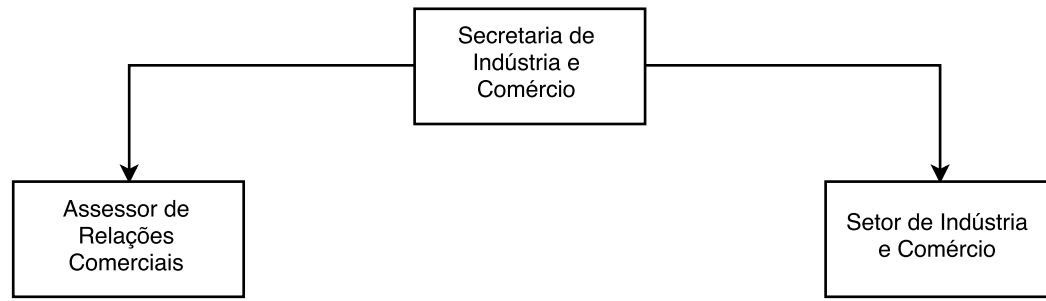 Secretaria de
Indústria e
Comércio
Assessor de
Relações
Comerciais
Setor de Indústria
e Comércio